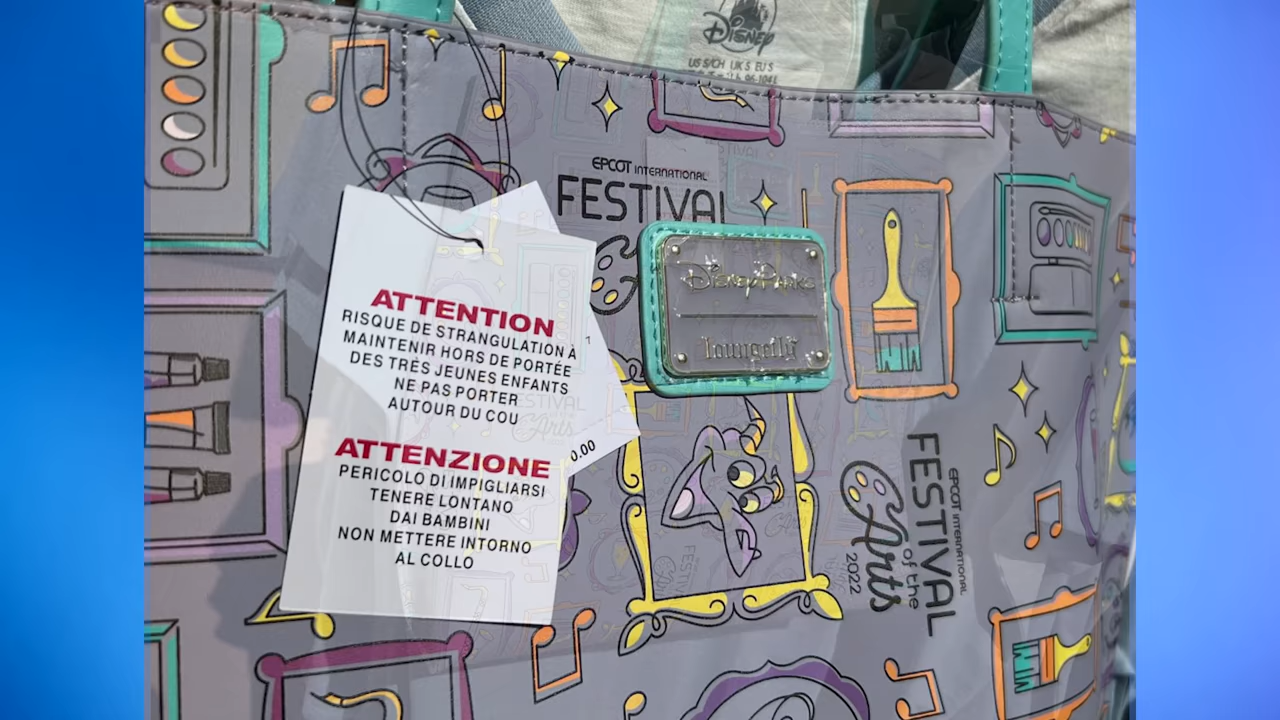 Disney
EPCOT INTERNATIONAL
FESTIVAL
Disney Parks
Loungefly
ATTENTION
RISQUE DE STRANGULATION À
MAINTENIR HORS DE PORTÉE
DES TRÈS JEUNES ENFANTS
NE PAS PORTER
AUTOUR DU COU
ATTENZIONE
PERICOLO DI IMPIGLIARSI
TENERE LONTANO
DAI BAMBINI
NON METTERE INTORNO
AL COLLO
0.00
EPCOT INTERNATIONAL
FESTIVAL
of the
Arts
2022